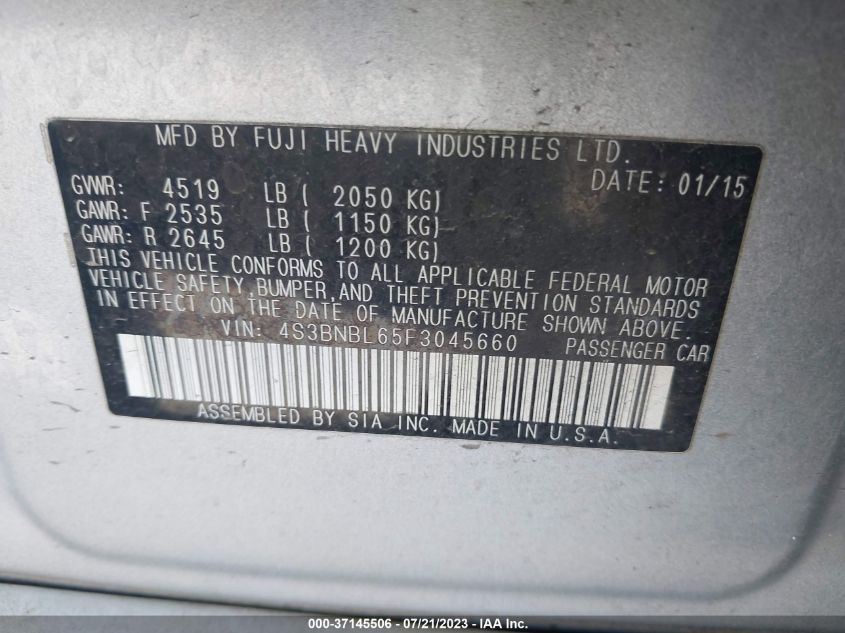 MFD BY FUJI HEAVY INDUSTRIES LTD.
GVWR: 4519 LB ( 2050 KG) DATE: 01/15
GAWR: F 2535 LB ( 1150 KG)
GAWR: R 2645 LB ( 1200 KG)
THIS VEHICLE CONFORMS TO ALL APPLICABLE FEDERAL MOTOR
VEHICLE SAFETY, BUMPER, AND THEFT PREVENTION STANDARDS
IN EFFECT ON THE DATE OF MANUFACTURE SHOWN ABOVE.
VIN: 4S3BNBL65F3045660 PASSENGER CAR
ASSEMBLED BY SIA INC. MADE IN U.S.A.
000-37145506 - 07/21/2023 - IAA Inc.